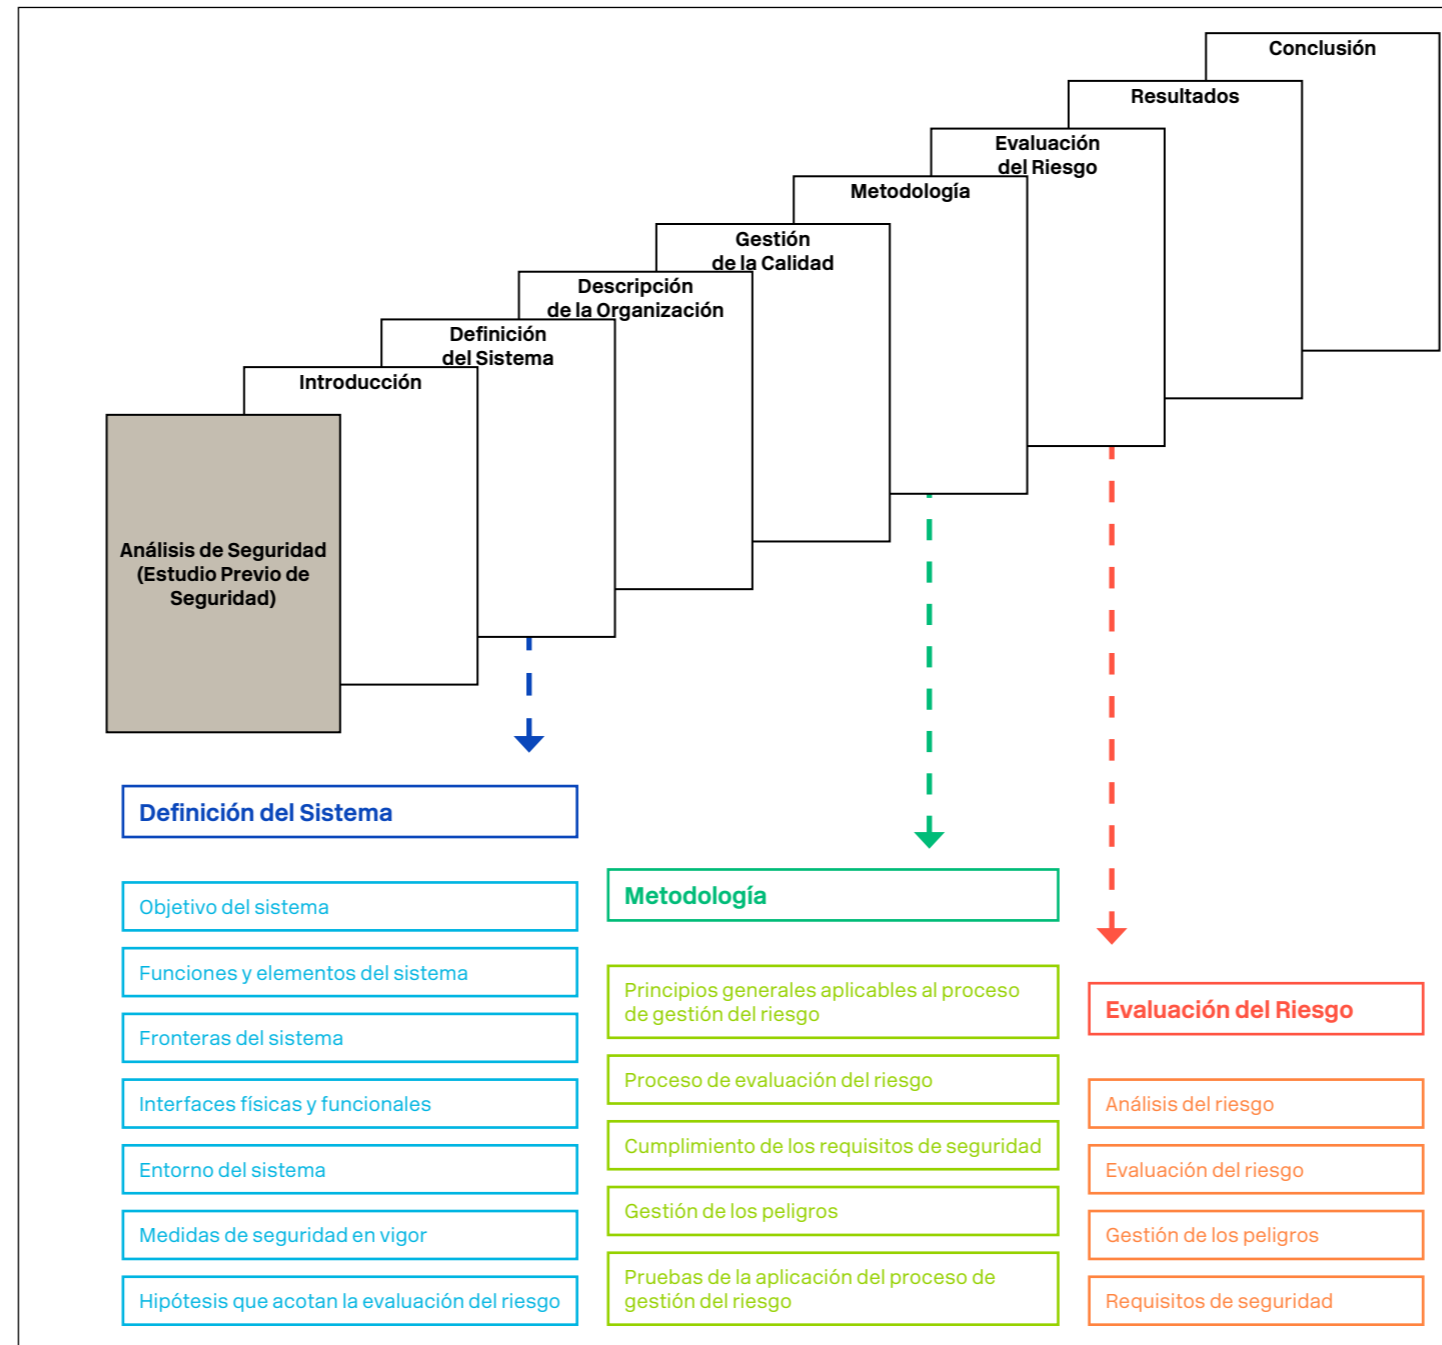 Conclusión
Resultados
Evaluación
del Riesgo
Metodología
Gestión
de la Calidad
Descripción
de la Organización
Definición
del Sistema
Introducción
Análisis de Seguridad
(Estudio Previo de
Seguridad)
Definición del Sistema
Objetivo del sistema
Funciones y elementos del sistema
Fronteras del sistema
Interfaces físicas y funcionales
Entorno del sistema
Medidas de seguridad en vigor
Hipótesis que acotan la evaluación del riesgo
Metodología
Principios generales aplicables al proceso
de gestión del riesgo
Proceso de evaluación del riesgo
Cumplimiento de los requisitos de seguridad
Gestión de los peligros
Pruebas de la aplicación del proceso de
gestión del riesgo
Evaluación del Riesgo
Análisis del riesgo
Evaluación del riesgo
Gestión de los peligros
Requisitos de seguridad